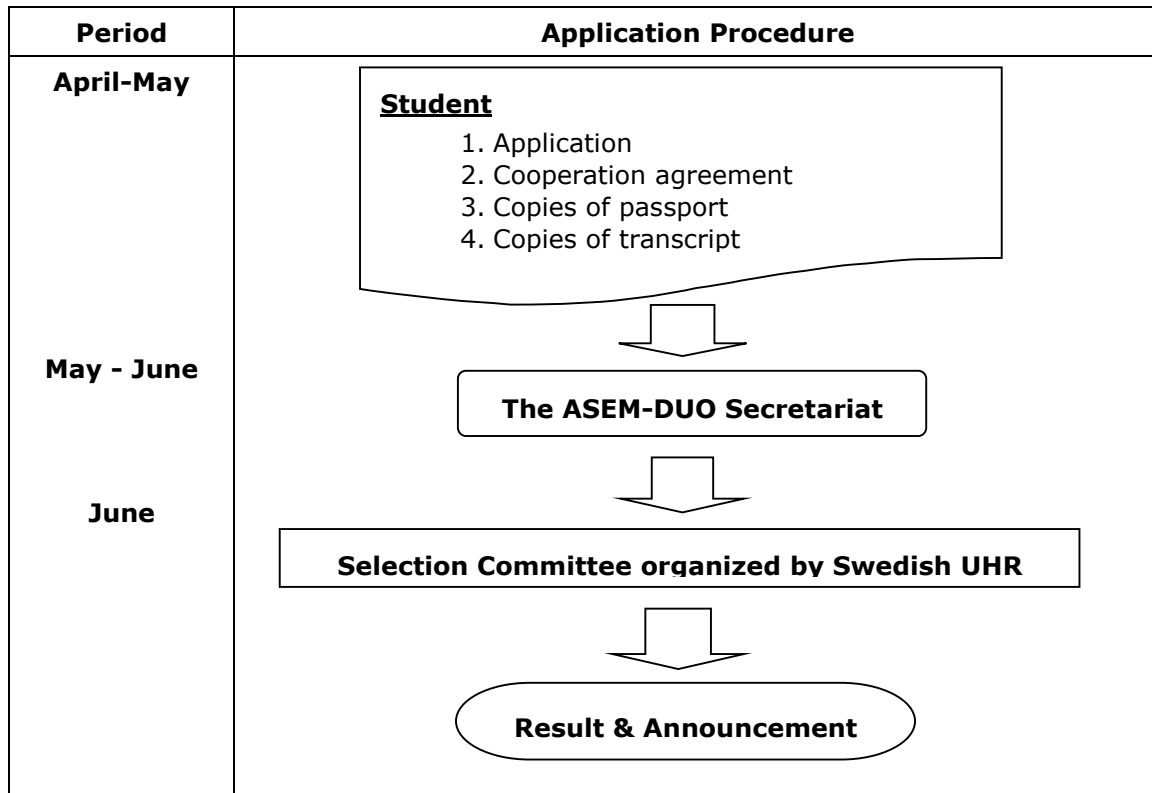 Period
Application Procedure
April-May
Student
1. Application
2. Cooperation agreement
3. Copies of passport
4. Copies of transcript
May - June
The ASEM-DUO Secretariat
June
Selection Committee organized by Swedish UHR
Result & Announcement